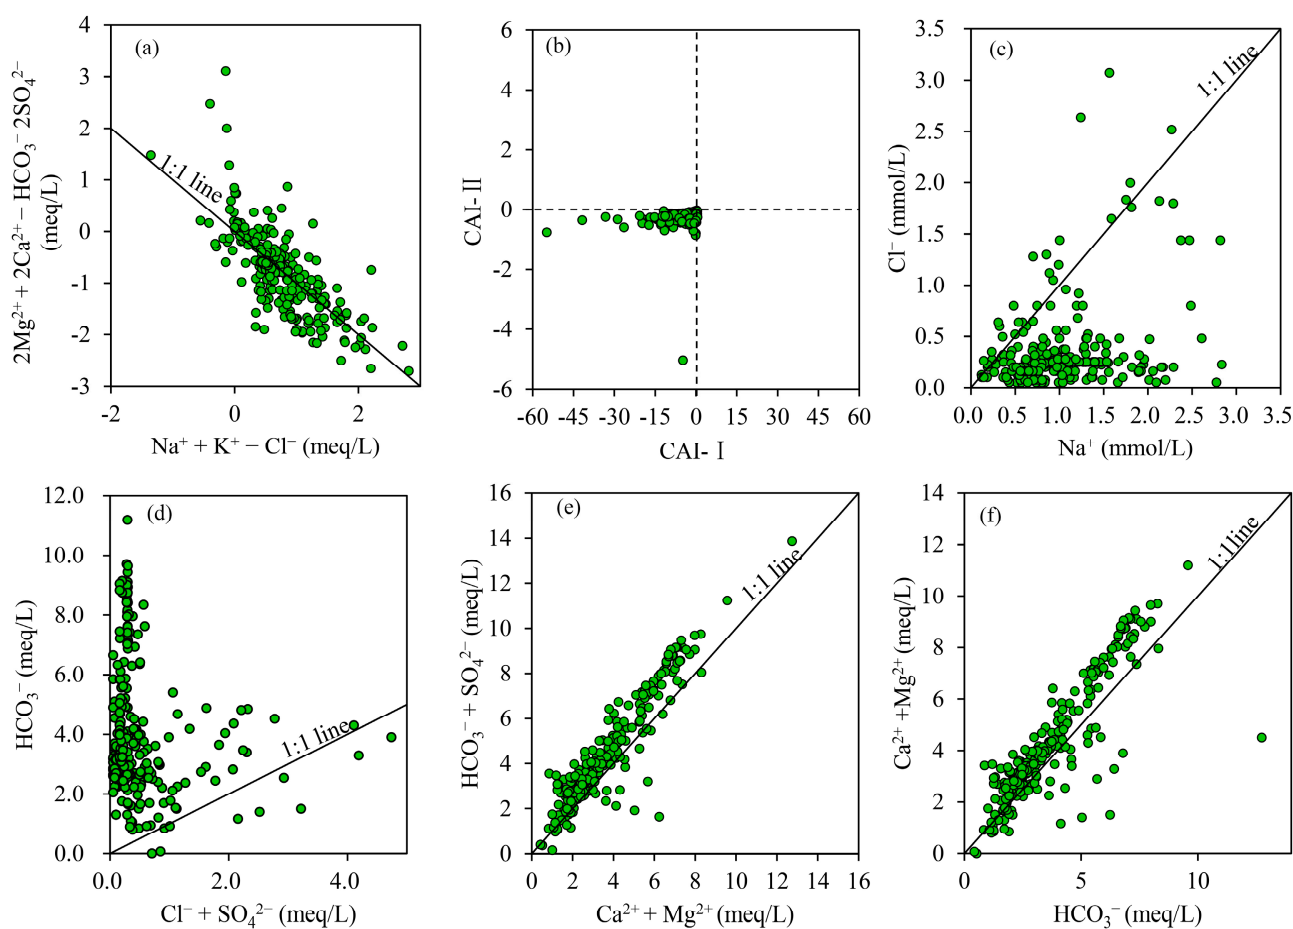 (a)
4
3
2
1
0
-1
-2
-3
-2
0
2
1:1 line
2Mg²⁺ + 2Ca²⁺ − HCO₃⁻ 2SO₄²⁻
(meq/L)
Na⁺ + K⁺ − Cl⁻ (meq/L)
(b)
6
4
2
0
-2
-4
-6
-60 -45 -30 -15 0 15 30 45 60
CAI-Ⅱ
CAI-Ⅰ
(c)
3.5
3.0
2.5
2.0
1.5
1.0
0.5
0.0
0.0 0.5 1.0 1.5 2.0 2.5 3.0 3.5
1:1 line
Cl⁻ (mmol/L)
Na⁺ (mmol/L)
(d)
12.0
10.0
8.0
6.0
4.0
2.0
0.0
0.0 2.0 4.0
1:1 line
HCO₃⁻ (meq/L)
Cl⁻ + SO₄²⁻ (meq/L)
(e)
16
14
12
10
8
6
4
2
0
0 2 4 6 8 10 12 14 16
1:1 line
HCO₃⁻ + SO₄²⁻ (meq/L)
Ca²⁺ + Mg²⁺ (meq/L)
(f)
14
12
10
8
6
4
2
0
0 5 10
1:1line
Ca²⁺ +Mg²⁺ (meq/L)
HCO₃⁻ (meq/L)